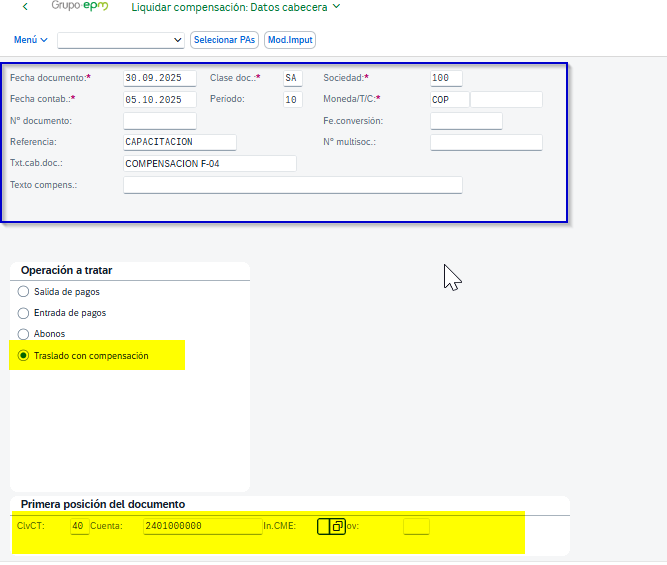 Grupo·epm Liquidar compensación: Datos cabecera
Menú Selecionar PAs Mod.Imput
Fecha documento:* 30.09.2025 Clase doc.:* SA Sociedad:* 100
Fecha contab.:* 05.10.2025 Período: 10 Moneda/T/C:* COP
Nº documento: Fe.conversión:
Referencia: CAPACITACION Nº multisoc.:
Txt.cab.doc.: COMPENSACION F-04
Texto compens.:
Operación a tratar
Salida de pagos
Entrada de pagos
Abonos
Traslado con compensación
Primera posición del documento
ClvCT: 40 Cuenta: 2401000000 In.CME: ov: